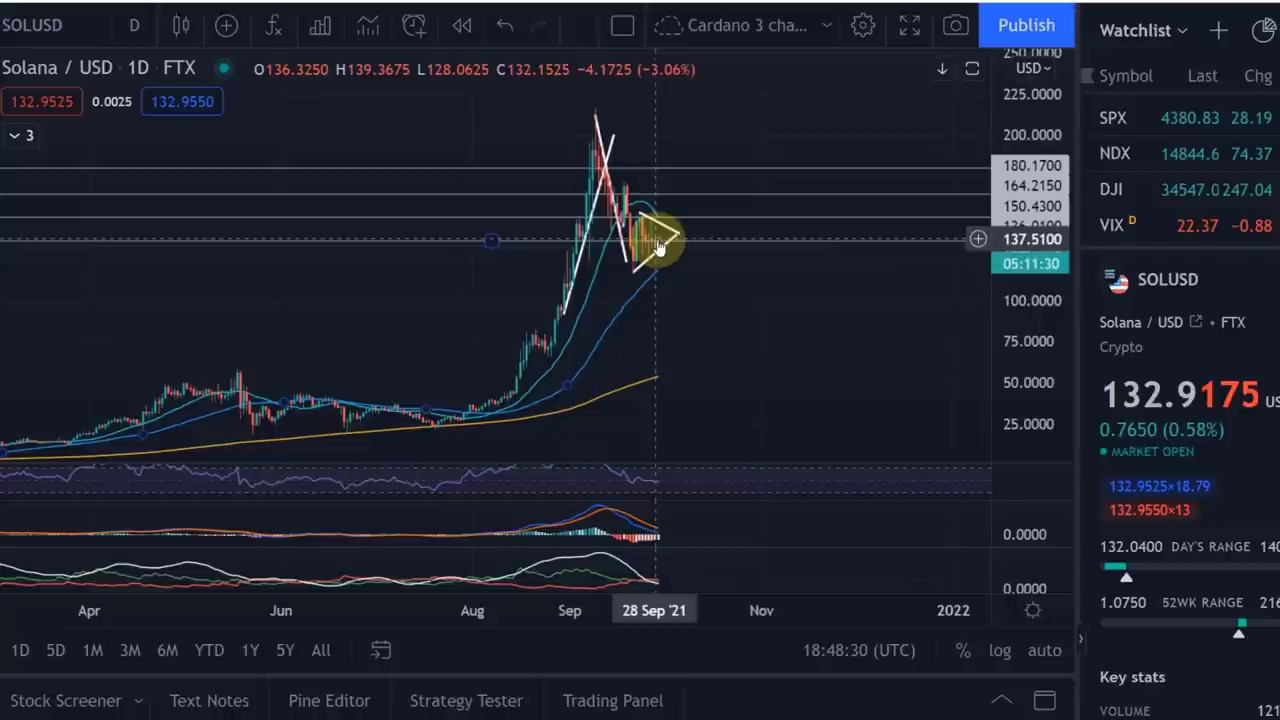 SOLUSD D Cardano 3 cha... Publish
Watchlist
Solana / USD 1D FTX O136.3250 H139.3675 L128.0625 C132.1525 −4.1725 (−3.06%)
132.9525 0.0025 132.9550
3
250.0000
USD
225.0000
200.0000
180.1700
164.2150
150.4300
137.5100
05:11:30
100.0000
75.0000
50.0000
25.0000
0.0000
0.0000
Apr Jun Aug Sep 28 Sep '21 Nov 2022
1D 5D 1M 3M 6M YTD 1Y 5Y All 18:48:30 (UTC) % log auto
Stock Screener Text Notes Pine Editor Strategy Tester Trading Panel
Symbol Last Chg
SPX 4380.83 28.19
NDX 14844.6 74.37
DJI 34547.0 247.04
VIX D 22.37 −0.88
SOLUSD
Solana / USD • FTX
Crypto
132.9175
0.7650 (0.58%)
MARKET OPEN
132.9525×18.79
132.9550×13
132.0400 DAY'S RANGE
1.0750 52WK RANGE
Key stats
VOLUME